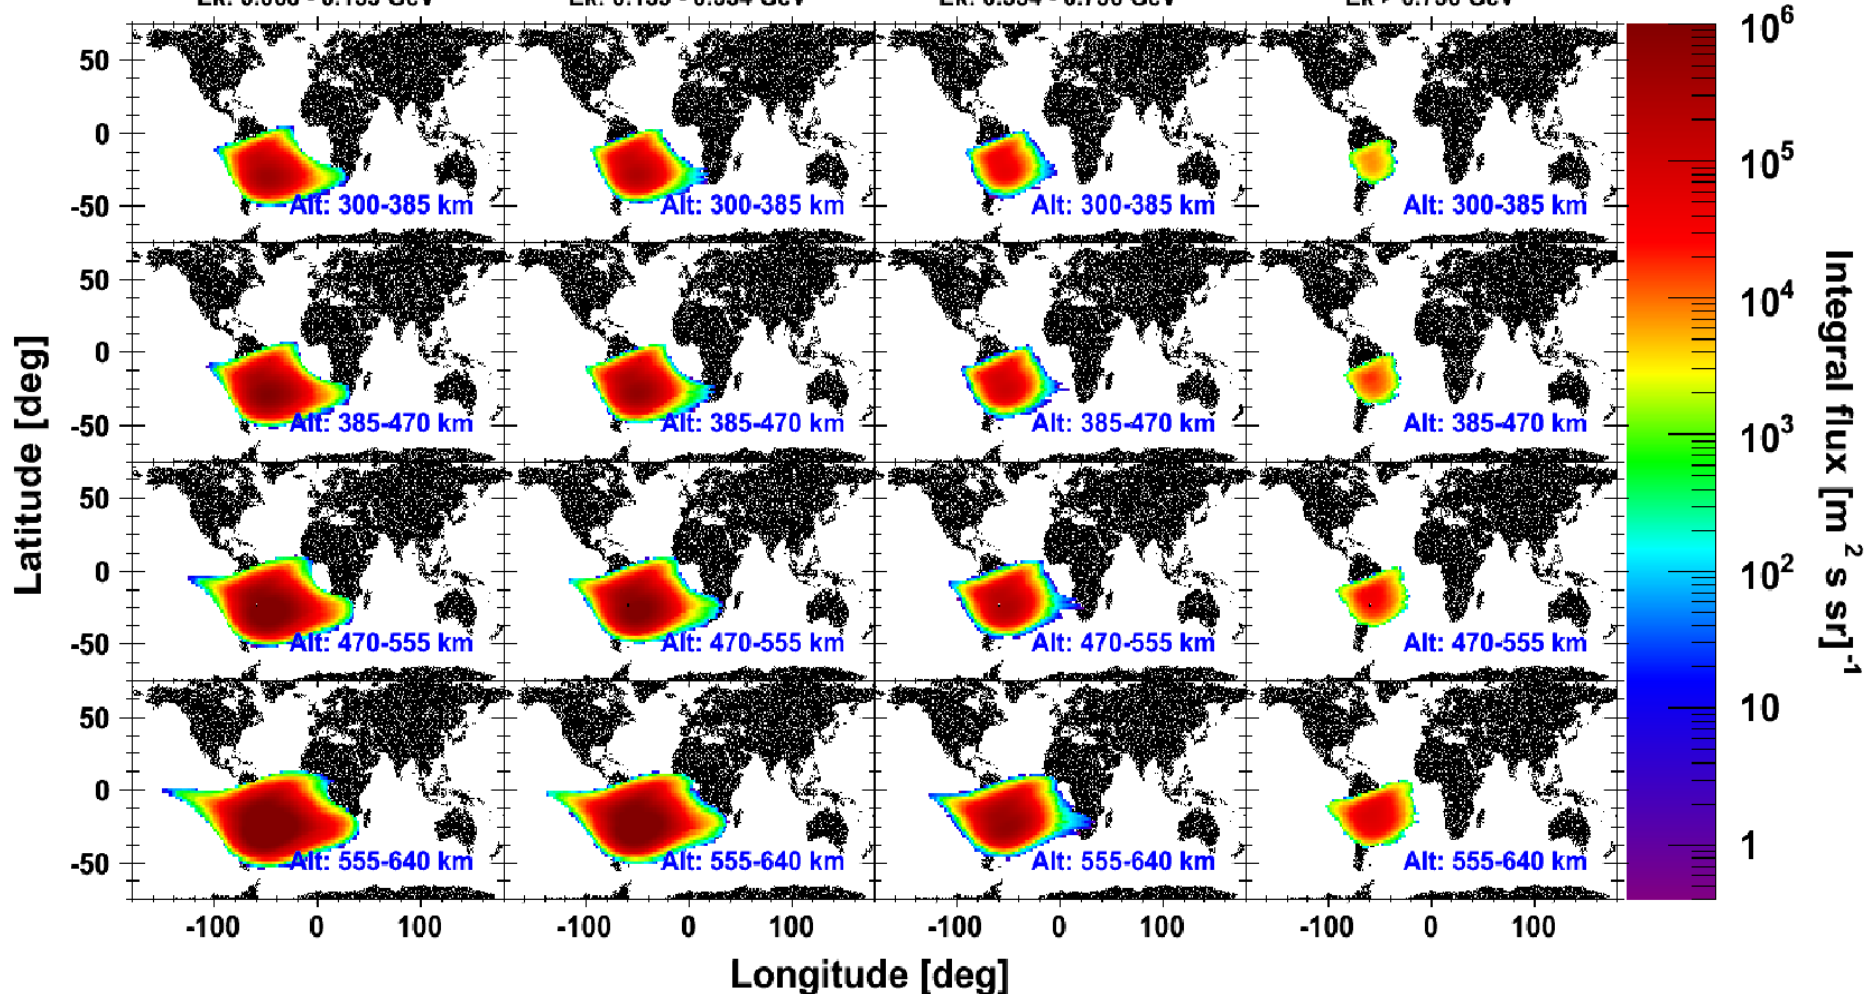 10^6
50
0
-50
Alt: 300-385 km
Alt: 300-385 km
Alt: 300-385 km
Alt: 300-385 km
10^5
50
0
-50
Alt: 385-470 km
Alt: 385-470 km
Alt: 385-470 km
Alt: 385-470 km
10^4
10^3
50
0
-50
Alt: 470-555 km
Alt: 470-555 km
Alt: 470-555 km
Alt: 470-555 km
10^2
50
0
-50
Alt: 555-640 km
Alt: 555-640 km
Alt: 555-640 km
Alt: 555-640 km
10
1
-100 0 100
-100 0 100
-100 0 100
-100 0 100
Latitude [deg]
Longitude [deg]
Integral flux [m^2 s sr]^-1